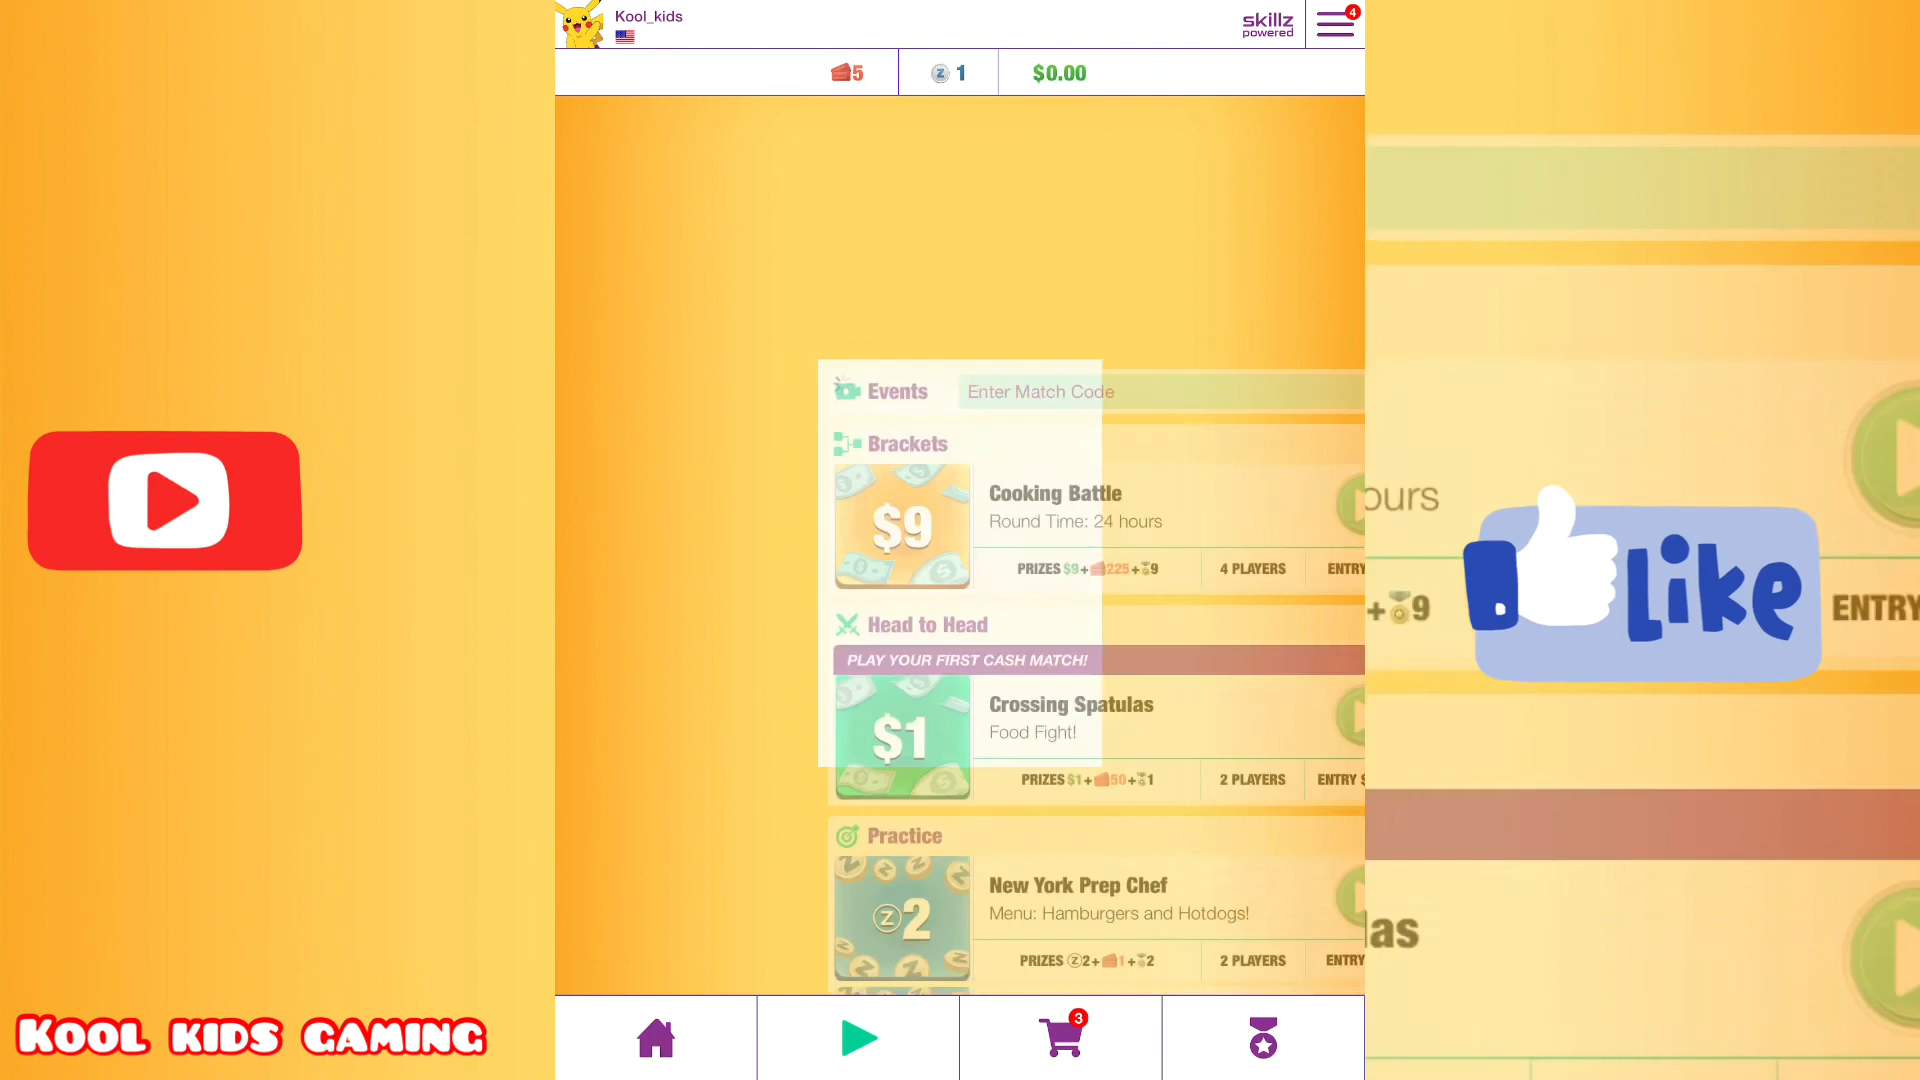 Kool_kids
skillz
powered
4
5
Z 1
$0.00
Events
Enter Match Code
Brackets
$9
Cooking Battle
Round Time: 24 hours
PRIZES $9+225+9
4 PLAYERS
ENTRY
Head to Head
PLAY YOUR FIRST CASH MATCH!
$1
Crossing Spatulas
Food Fight!
PRIZES $1+50+1
2 PLAYERS
ENTRY $
Practice
Z2
New York Prep Chef
Menu: Hamburgers and Hotdogs!
PRIZES Z2+1+2
2 PLAYERS
ENTRY
3
ours
+9
ENTRY
las
like
KOOL KIDS GAMING